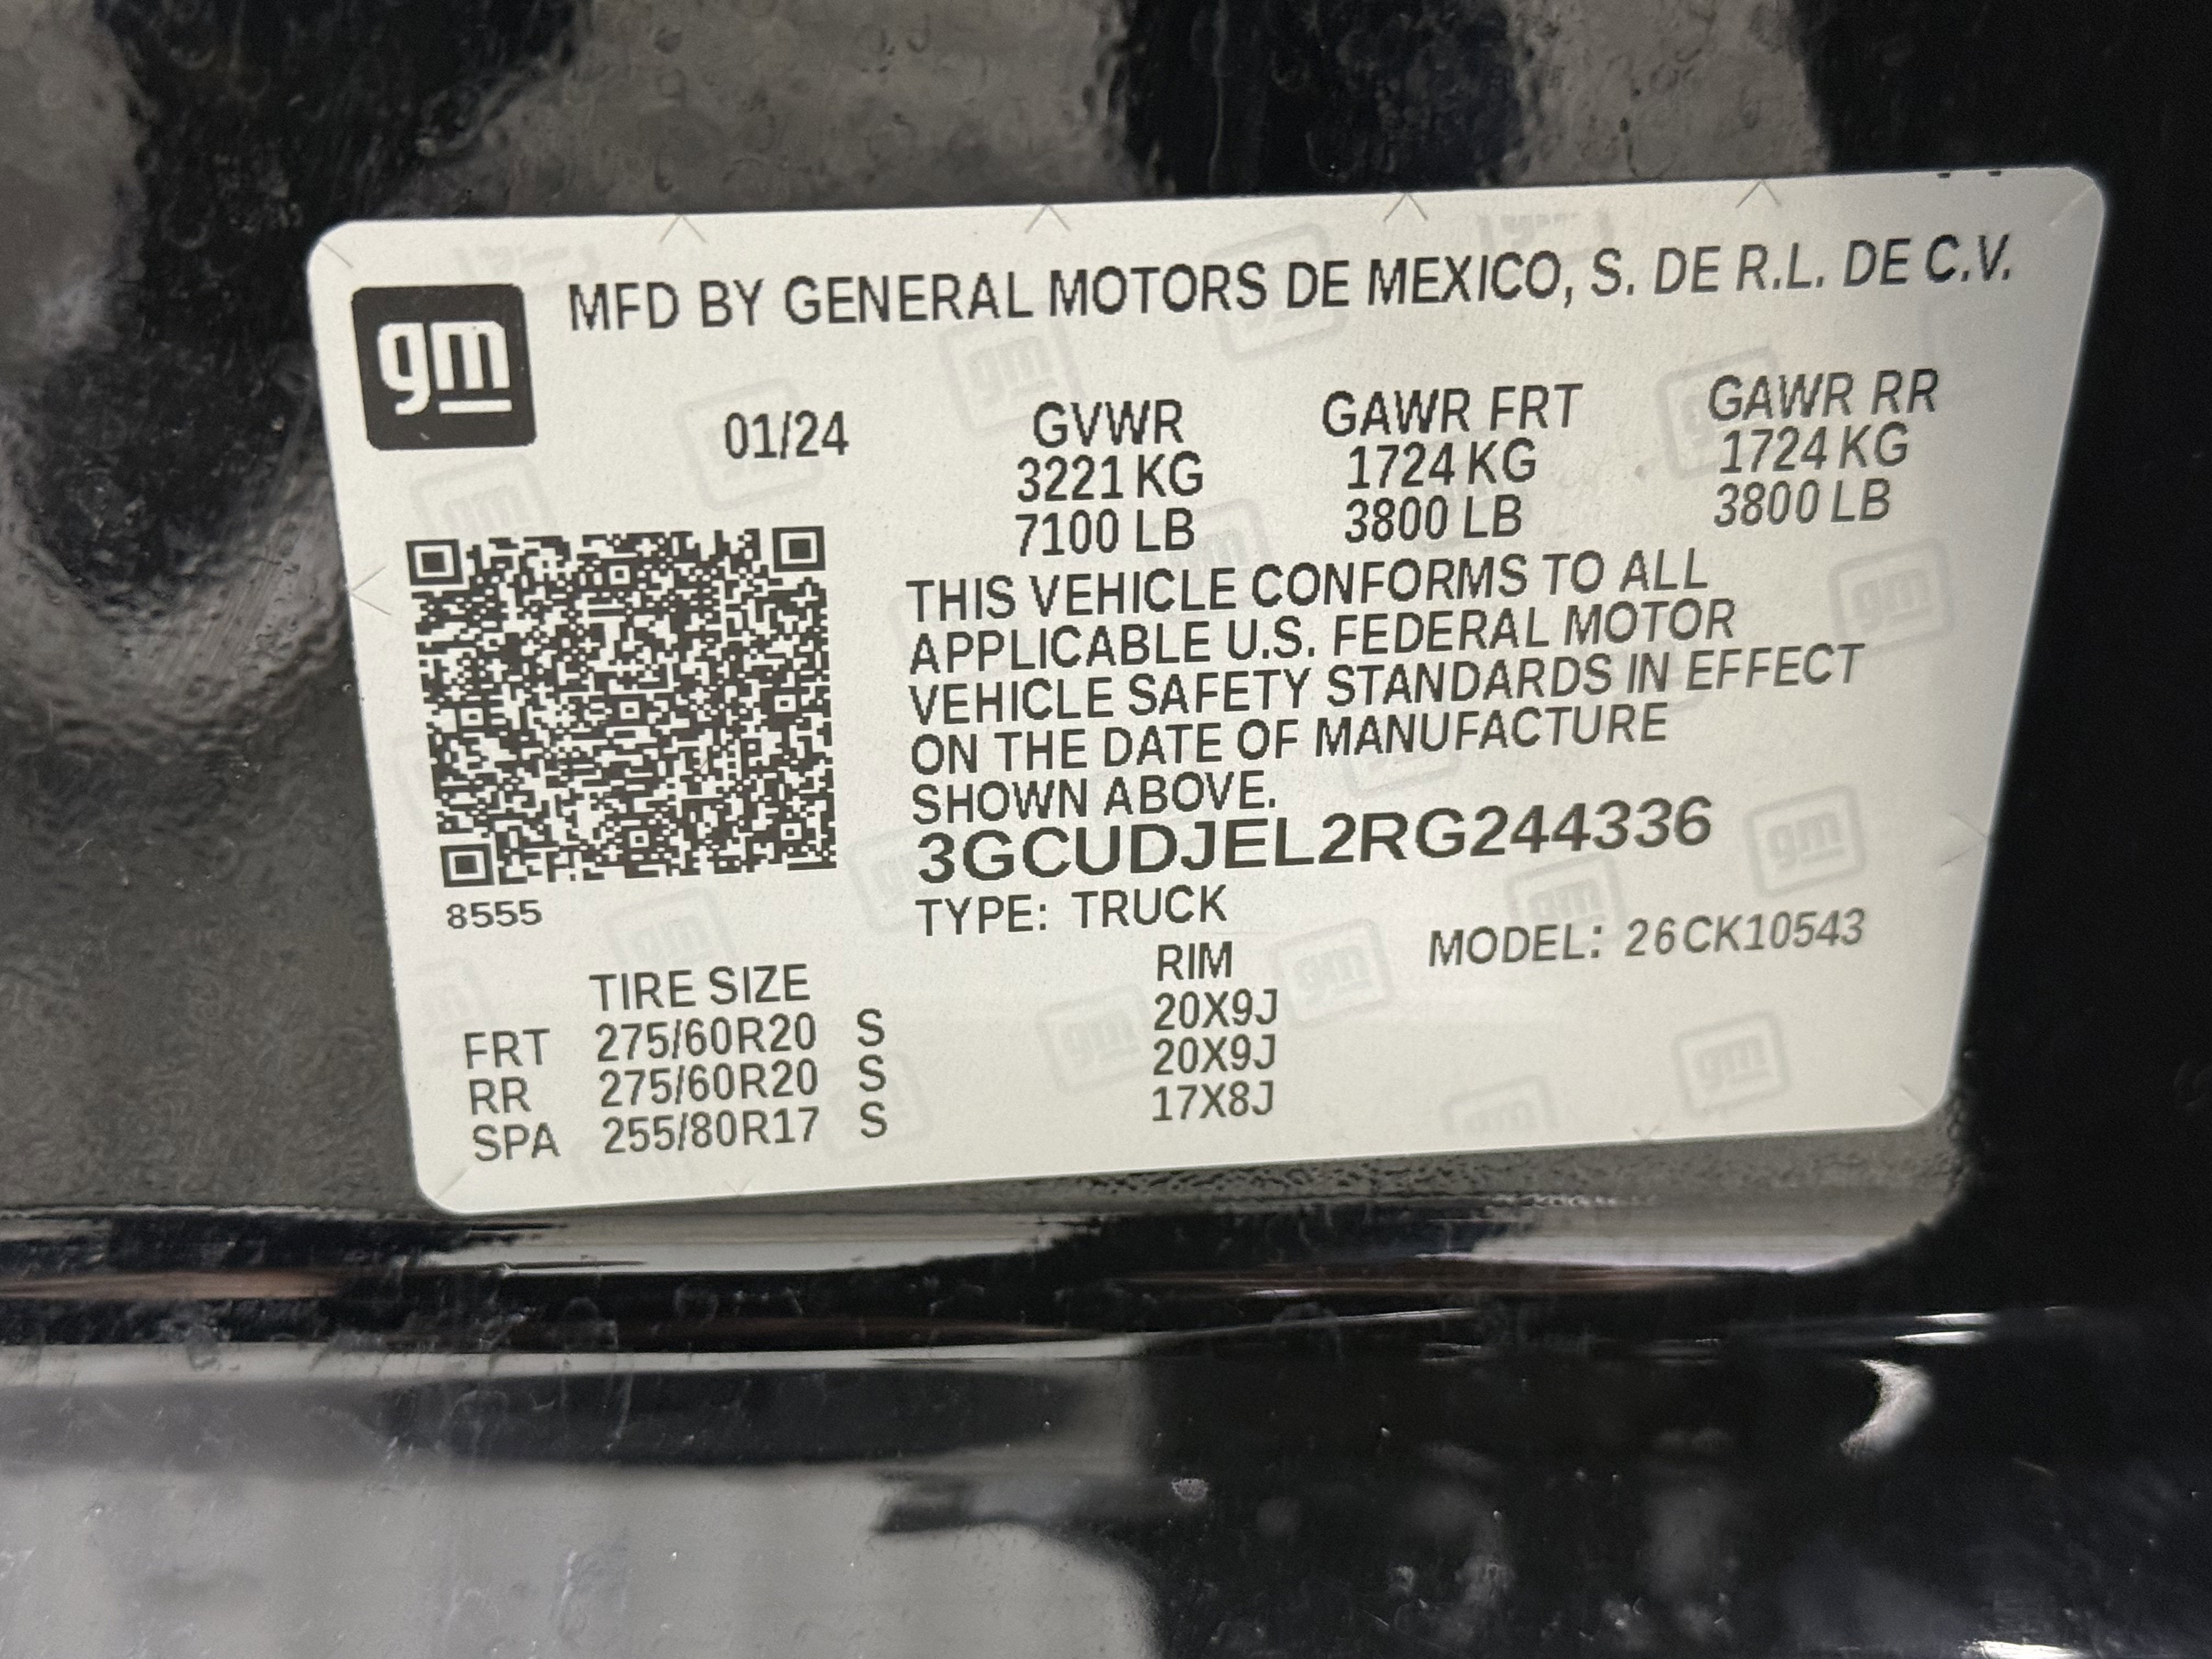 gm MFD BY GENERAL MOTORS DE MEXICO, S. DE R.L. DE C.V.
01/24 GVWR GAWR FRT GAWR RR
3221 KG 1724 KG 1724 KG
7100 LB 3800 LB 3800 LB
THIS VEHICLE CONFORMS TO ALL
APPLICABLE U.S. FEDERAL MOTOR
VEHICLE SAFETY STANDARDS IN EFFECT
ON THE DATE OF MANUFACTURE
SHOWN ABOVE.
3GCUDJEL2RG244336
8555 TYPE: TRUCK MODEL: 26CK10543
TIRE SIZE RIM
FRT 275/60R20 S 20X9J
RR 275/60R20 S 20X9J
SPA 255/80R17 S 17X8J